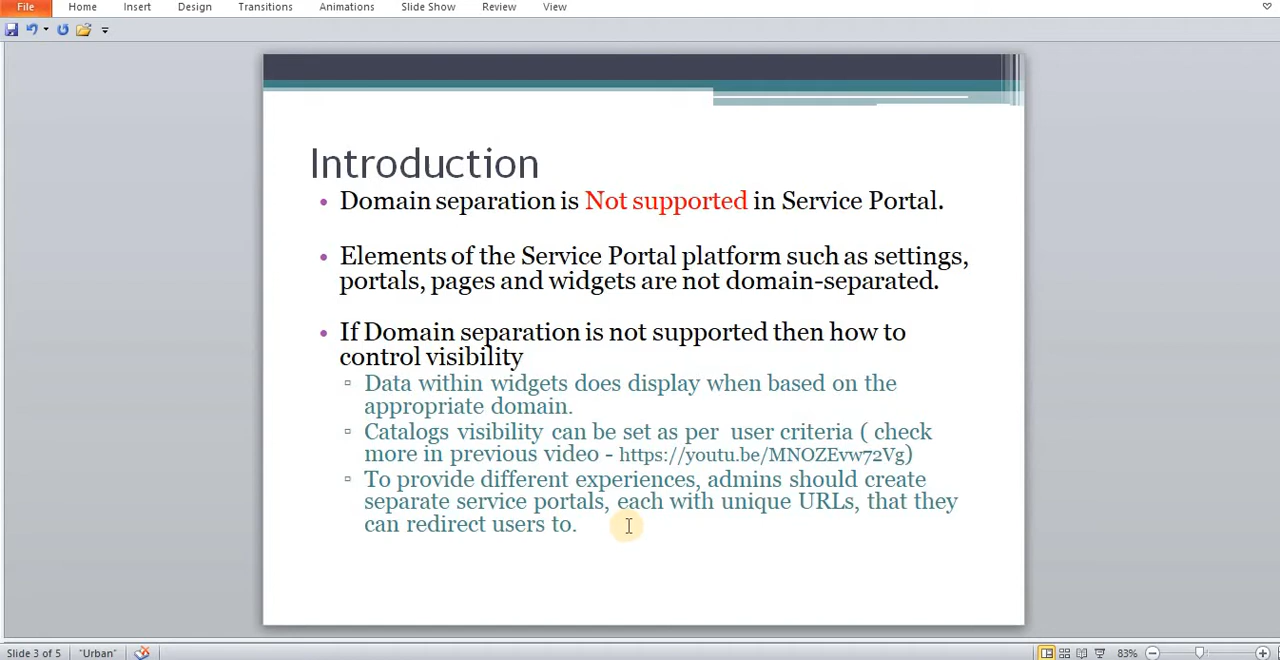 File Home Insert Design Transitions Animations Slide Show Review View
Introduction
• Domain separation is Not supported in Service Portal.
• Elements of the Service Portal platform such as settings,
portals, pages and widgets are not domain-separated.
• If Domain separation is not supported then how to
control visibility
▫ Data within widgets does display when based on the
appropriate domain.
▫ Catalogs visibility can be set as per user criteria ( check
more in previous video - https://youtu.be/MNOZEvw72Vg)
▫ To provide different experiences, admins should create
separate service portals, each with unique URLs, that they
can redirect users to.
Slide 3 of 5 "Urban" 83%